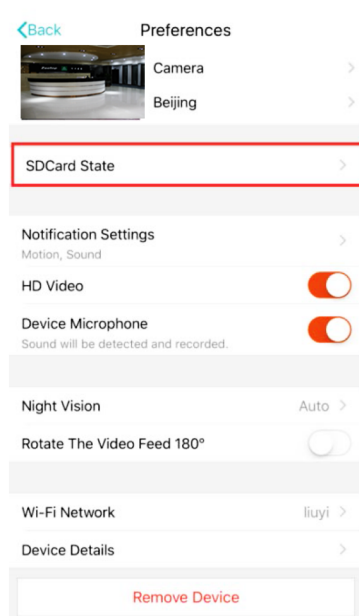 Back Preferences
Camera
Beijing
SDCard State
Notification Settings
Motion, Sound
HD Video
Device Microphone
Sound will be detected and recorded.
Night Vision Auto
Rotate The Video Feed 180°
Wi-Fi Network liuyi
Device Details
Remove Device